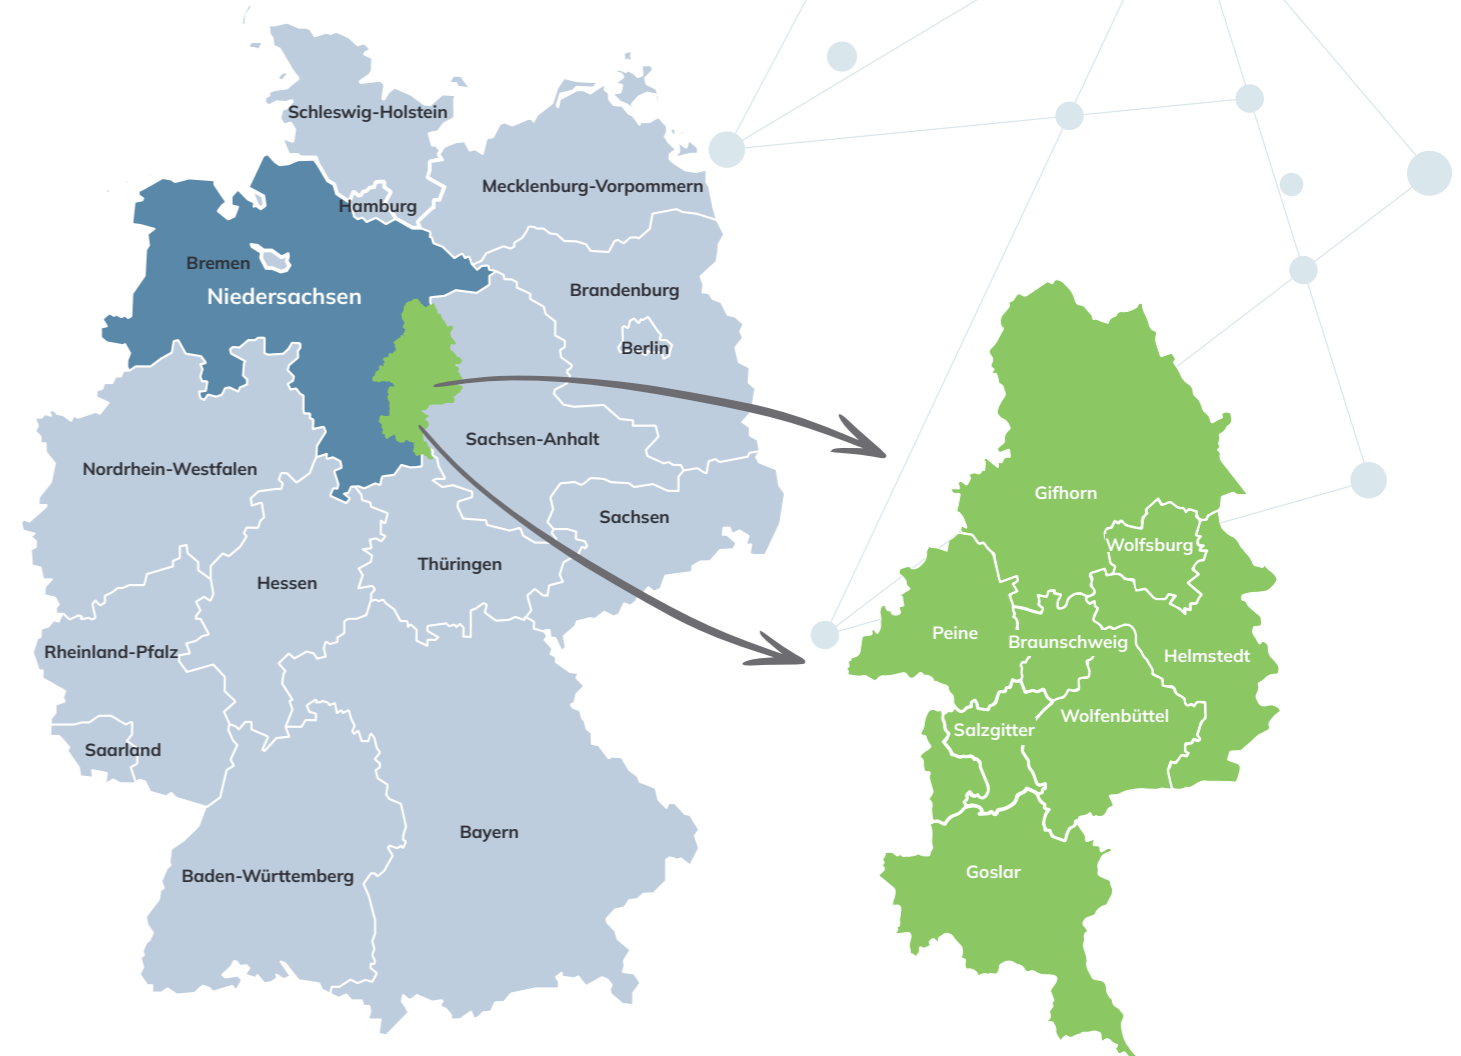 Schleswig-Holstein
Mecklenburg-Vorpommern
Hamburg
Bremen
Niedersachsen
Brandenburg
Berlin
Sachsen-Anhalt
Nordrhein-Westfalen
Sachsen
Thüringen
Hessen
Rheinland-Pfalz
Saarland
Bayern
Baden-Württemberg
Gifhorn
Wolfsburg
Peine
Braunschweig
Helmstedt
Wolfenbüttel
Salzgitter
Goslar